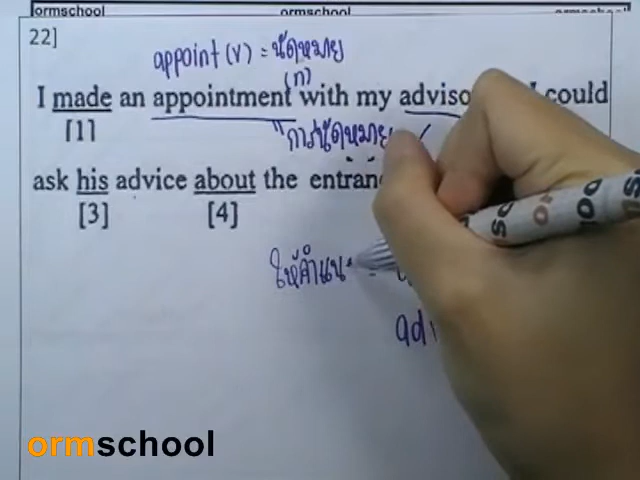 ormschool ormschool ormschool
22]
appoint (v) = นัดหมาย
(n)
I made an appointment with my adviso I could
[1]
"การนัดหมาย
ask his advice about the
[3] [4]
ให้คำแน
ormschool